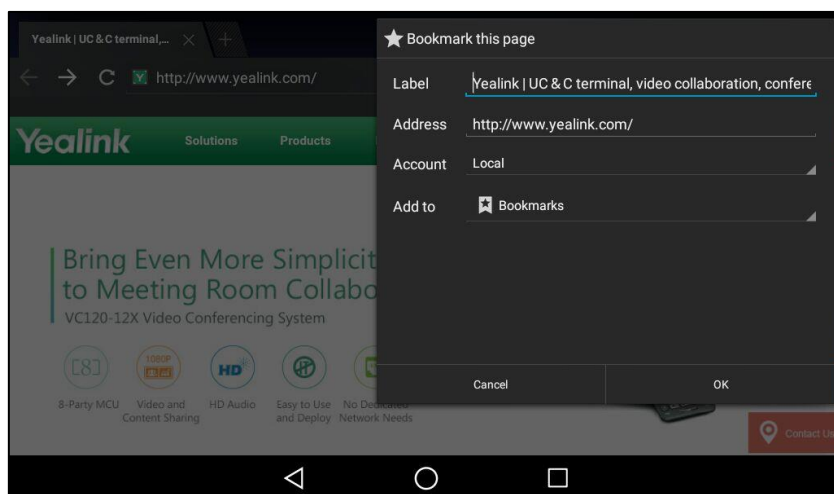 Yealink | UC & C terminal,...
http://www.yealink.com/
Yealink
Solutions
Products
Bring Even More Simplicit
to Meeting Room Collabo
VC120-12X Video Conferencing System
[8]
1080P
HD
8-Party MCU
Video and
Content Sharing
HD Audio
Easy to Use
and Deploy
No Dedicated
Network Needs
Contact Us
Bookmark this page
Label
Yealink | UC & C terminal, video collaboration, confere
Address
http://www.yealink.com/
Account
Local
Add to
Bookmarks
Cancel
OK